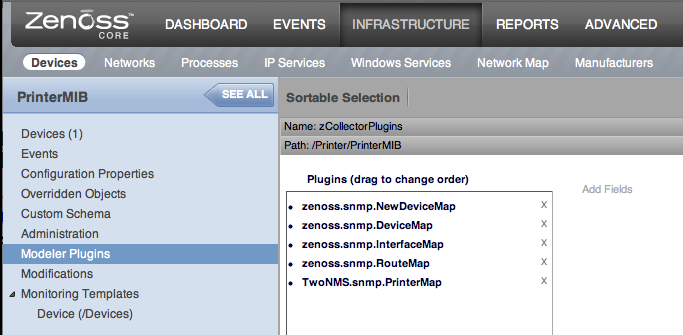 Zenoss
CORE
DASHBOARD EVENTS INFRASTRUCTURE REPORTS ADVANCED
Devices Networks Processes IP Services Windows Services Network Map Manufacturers
PrinterMIB
SEE ALL
Devices (1)
Events
Configuration Properties
Overridden Objects
Custom Schema
Administration
Modeler Plugins
Modifications
Monitoring Templates
Device (/Devices)
Sortable Selection
Name: zCollectorPlugins
Path: /Printer/PrinterMIB
Plugins (drag to change order)
zenoss.snmp.NewDeviceMap X
zenoss.snmp.DeviceMap X
zenoss.snmp.InterfaceMap X
zenoss.snmp.RouteMap X
TwoNMS.snmp.PrinterMap X
Add Fields